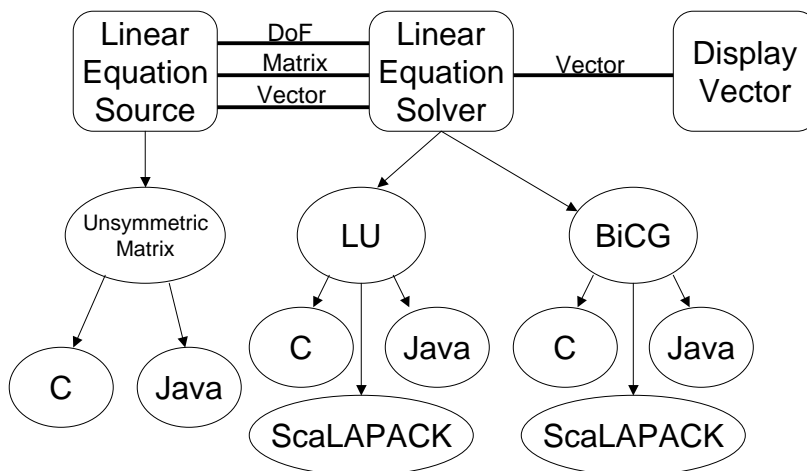 Linear
Equation
Source
DoF
Matrix
Vector
Linear
Equation
Solver
Vector
Display
Vector
Unsymmetric
Matrix
LU
BiCG
C
Java
C
Java
C
Java
ScaLAPACK
ScaLAPACK